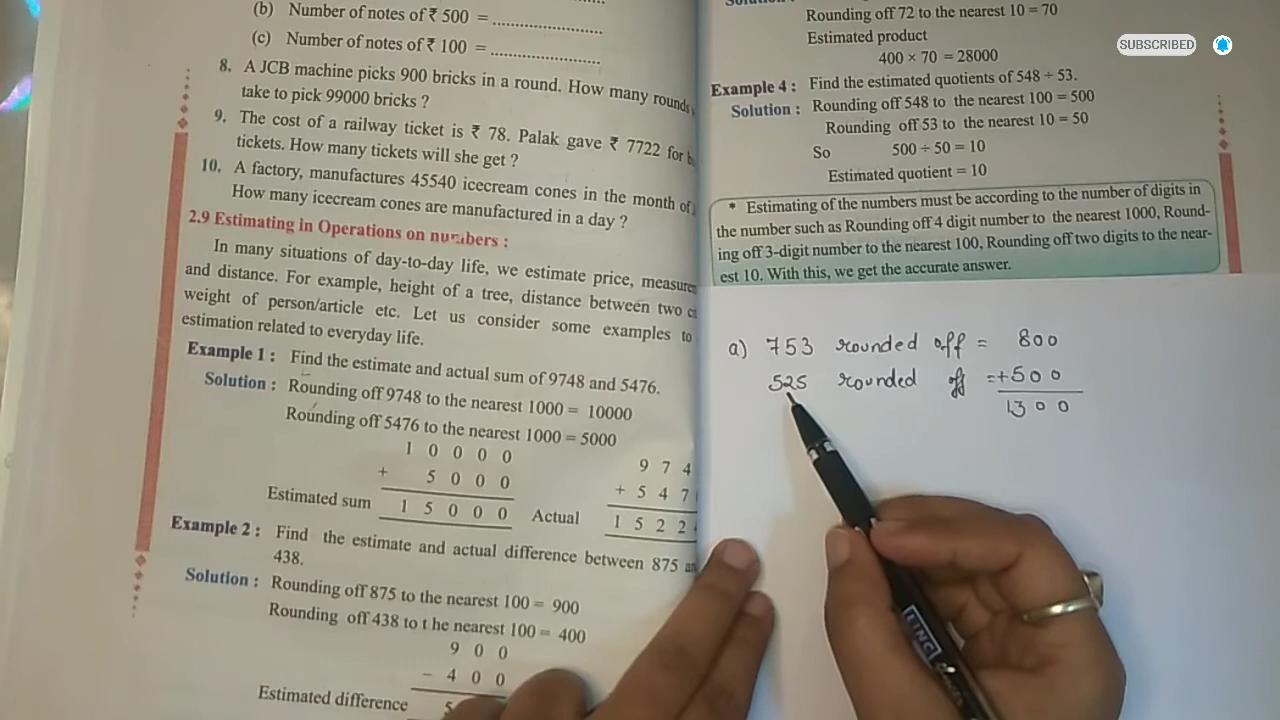 (b) Number of notes of ₹ 500 = ..............................
(c) Number of notes of ₹ 100 = ..............................
8. A JCB machine picks 900 bricks in a round. How many rounds
take to pick 99000 bricks ?
9. The cost of a railway ticket is ₹ 78. Palak gave ₹ 7722 for
tickets. How many tickets will she get ?
10. A factory, manufactures 45540 icecream cones in the month of
How many icecream cones are manufactured in a day ?
2.9 Estimating in Operations on numbers :
In many situations of day-to-day life, we estimate price, measure
and distance. For example, height of a tree, distance between two
weight of person/article etc. Let us consider some examples to
estimation related to everyday life.
Example 1 : Find the estimate and actual sum of 9748 and 5476.
Solution : Rounding off 9748 to the nearest 1000 = 10000
Rounding off 5476 to the nearest 1000 = 5000
1 0 0 0 0
+ 5 0 0 0
Estimated sum 1 5 0 0 0 Actual
9 7 4
+ 5 4 7
1 5 2 2
Example 2 : Find the estimate and actual difference between 875
438.
Solution : Rounding off 875 to the nearest 100 = 900
Rounding off 438 to t he nearest 100 = 400
9 0 0
- 4 0 0
Estimated difference 5
Rounding off 72 to the nearest 10 = 70
Estimated product
400 × 70 = 28000
Example 4 : Find the estimated quotients of 548 ÷ 53.
Solution : Rounding off 548 to the nearest 100 = 500
Rounding off 53 to the nearest 10 = 50
So 500 ÷ 50 = 10
Estimated quotient = 10
* Estimating of the numbers must be according to the number of digits in
the number such as Rounding off 4 digit number to the nearest 1000, Round-
ing off 3-digit number to the nearest 100, Rounding off two digits to the near-
est 10. With this, we get the accurate answer.
a) 753 rounded off = 800
525 rounded off =+500
1300
SUBSCRIBED